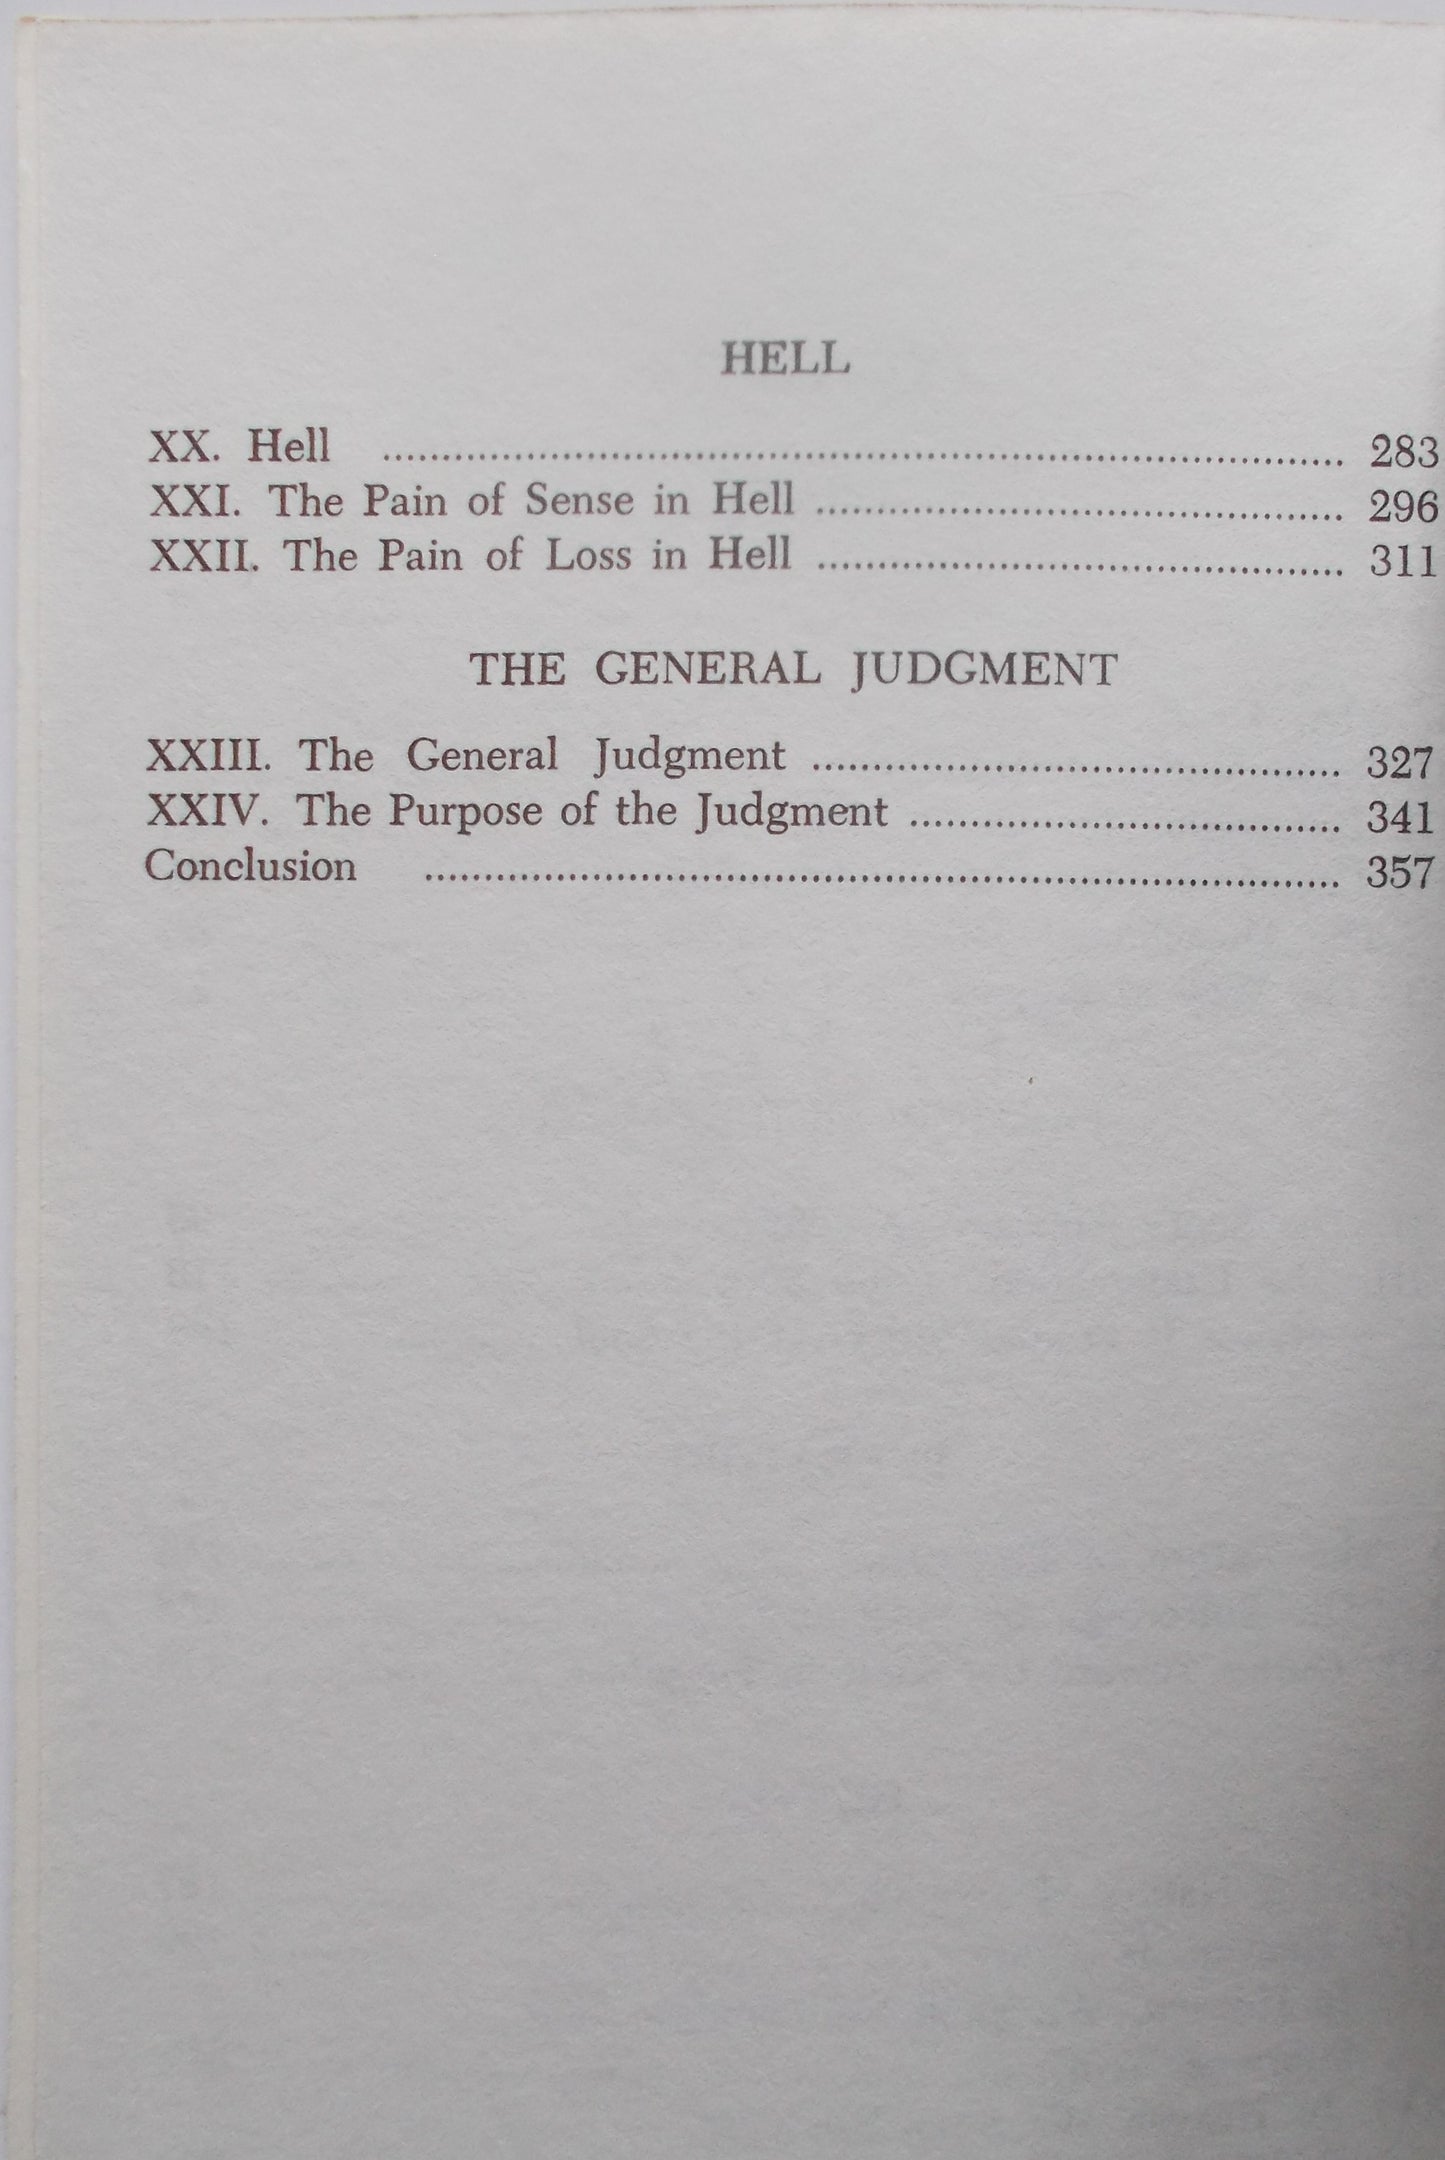 HELL
XX. Hell ........................................ 283
XXI. The Pain of Sense in Hell ........................................ 296
XXII. The Pain of Loss in Hell ........................................ 311
THE GENERAL JUDGMENT
XXIII. The General Judgment ........................................ 327
XXIV. The Purpose of the Judgment ........................................ 341
Conclusion ........................................ 357